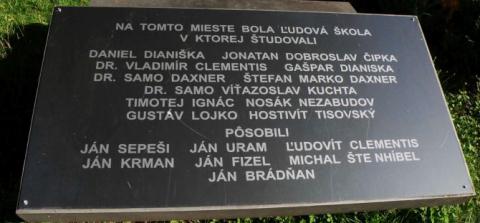 NA TOMTO MIESTE BOLA ĽUDOVÁ ŠKOLA
V KTOREJ ŠTUDOVALI
DANIEL DIANIŠKA JONATAN DOBROSLAV ČIPKA
DR. VLADIMÍR CLEMENTIS GAŠPAR DIANISKA
DR. SAMO DAXNER ŠTEFAN MARKO DAXNER
DR. SAMO VÍŤAZOSLAV KUCHTA
TIMOTEJ IGNÁC NOSÁK NEZABUDOV
GUSTÁV LOJKO HOSTIVÍT TISOVSKÝ
PÔSOBILI
JÁN SEPEŠI JÁN URAM ĽUDOVÍT CLEMENTIS
JÁN KRMAN JÁN FIZEL MICHAL ŠTE NHÍBEL
JÁN BRÁDŇAN